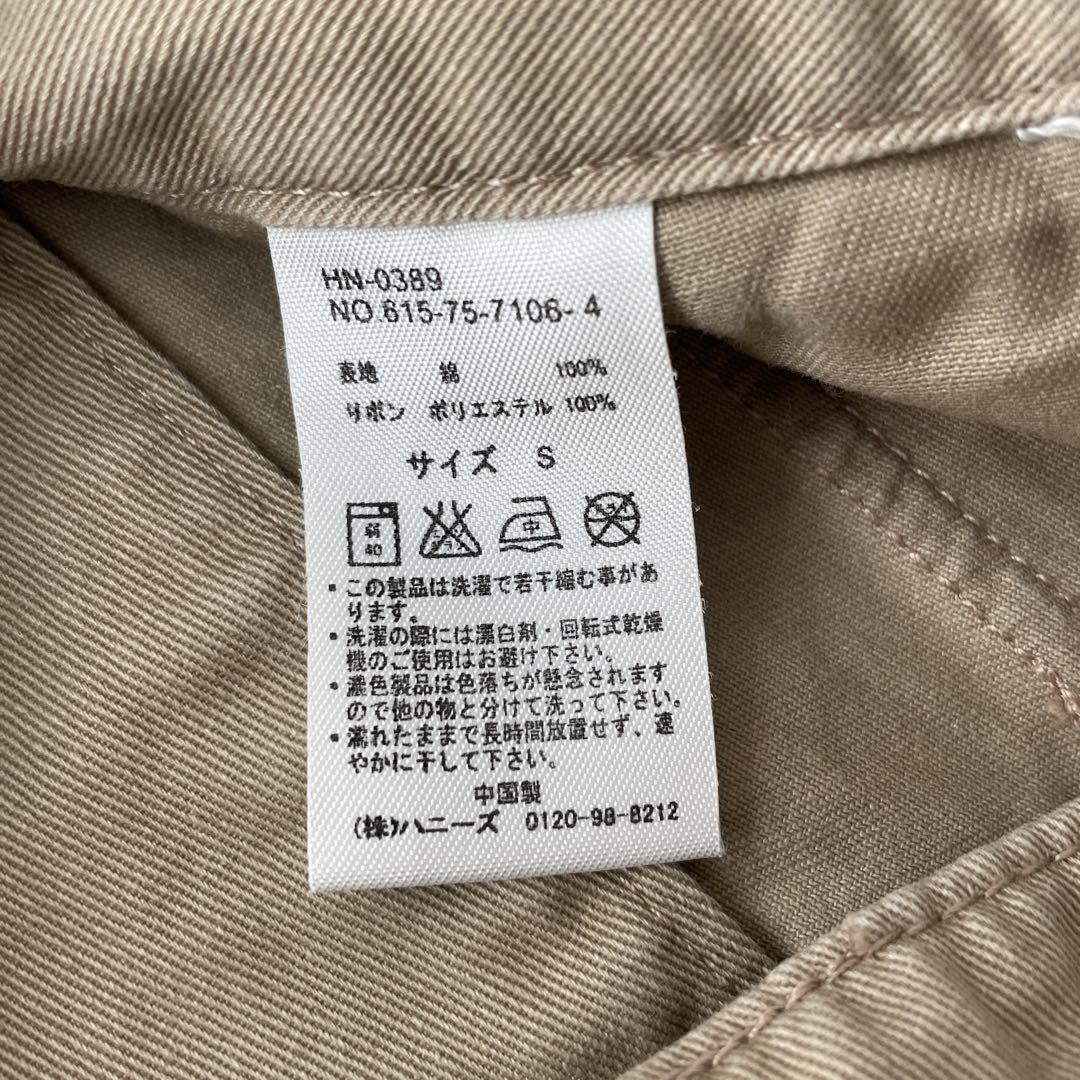 HN-0389
NO.615-75-7106-4
表地 綿 100%
リボン ポリエステル 100%
サイズ S
弱 40 中
・この製品は洗濯で若干縮む事があ
ります。
・洗濯の際には漂白剤・回転式乾燥
機のご使用はお避け下さい。
・濃色製品は色落ちが懸念されます
ので他の物と分けて洗って下さい。
・濡れたままで長時間放置せず、速
やかに干して下さい。
中国製
(株)ハニーズ 0120-98-8212